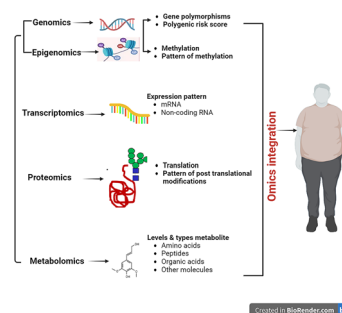 Genomics
• Gene polymorphisms
• Polygenic risk score
Epigenomics
• Methylation
• Pattern of methylation
Transcriptomics
Expression pattern
• mRNA
• Non-coding RNA
Proteomics
• Translation
• Pattern of post translational
modifications
Metabolomics
Levels & types metabolite
• Amino acids
• Peptides
• Organic acids
• Other molecules
Omics integration
Created in BioRender.com